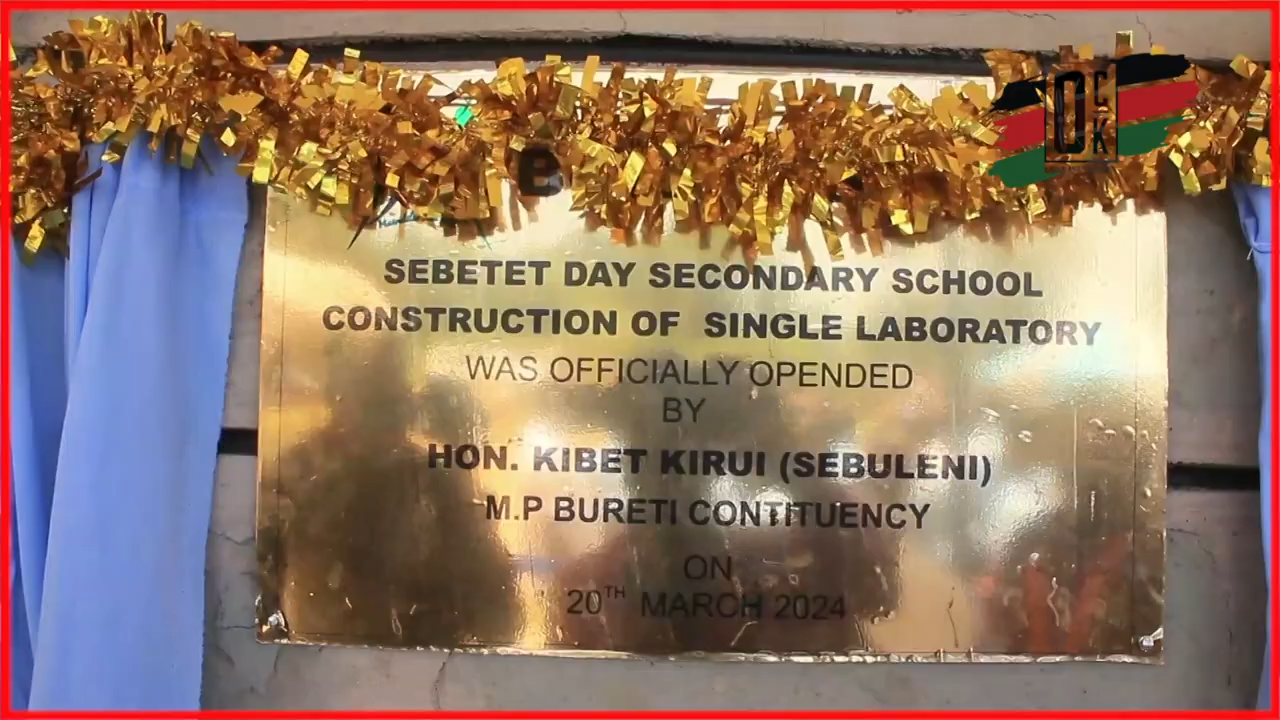 OCCK
SEBETET DAY SECONDARY SCHOOL
CONSTRUCTION OF SINGLE LABORATORY
WAS OFFICIALLY OPENDED
BY
HON. KIBET KIRUI (SEBULENI)
M.P BURETI CONTITUENCY
ON
20TH MARCH 2024